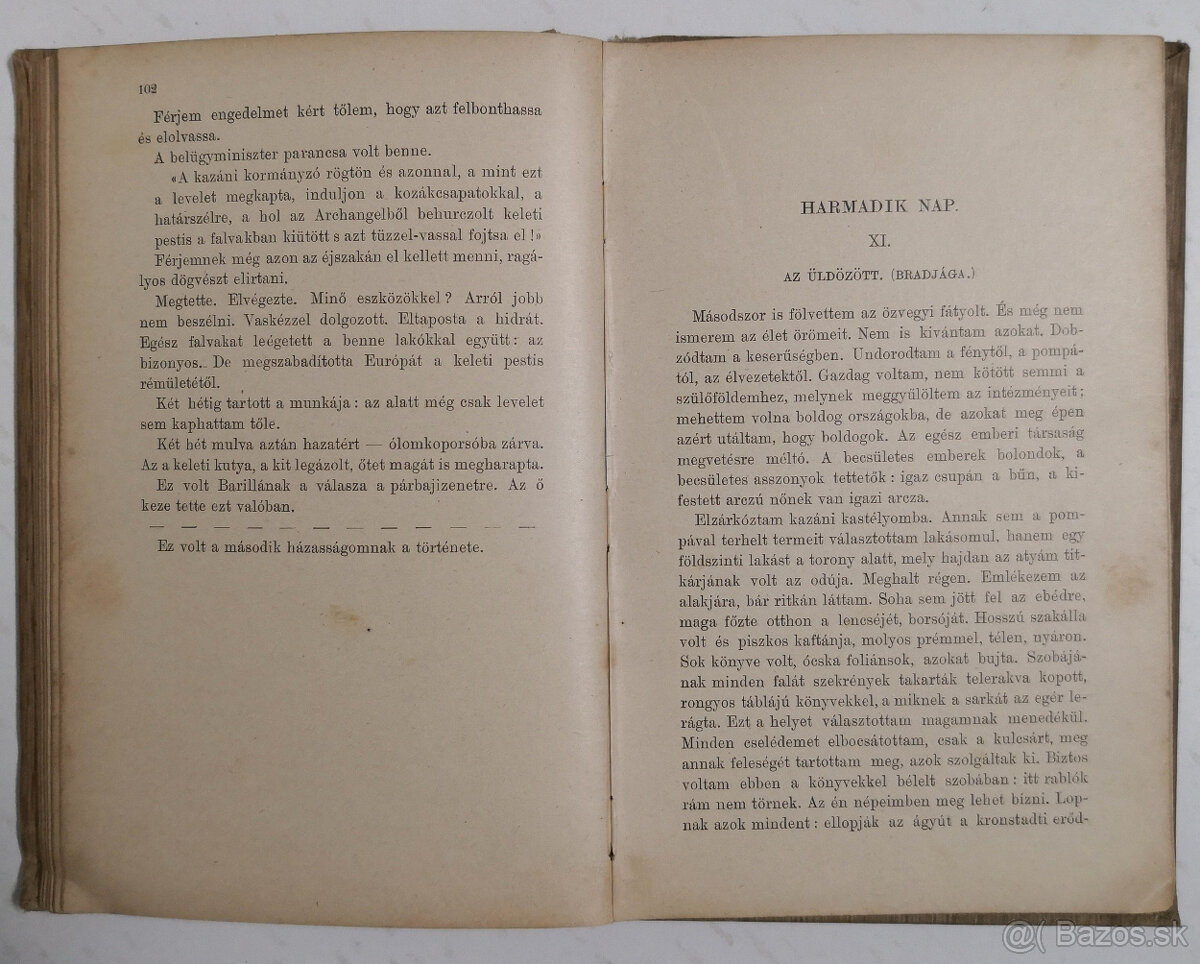 102
Férjem engedelmet kért tőlem, hogy azt felbonthassa
és elolvassa.
A belügyminiszter parancsa volt benne.
«A kazáni kormányzó rögtön és azonnal, a mint ezt
a levelet megkapta, induljon a kozákcsapatokkal, a
határszélre, a hol az Archangelből behurczolt keleti
pestis a falvakban kiütött s azt tüzzel-vassal fojtsa el!»
Férjemnek még azon az éjszakán el kellett menni, ragá-
lyos dögvészt elirtani.
Megtette. Elvégezte. Minő eszközökkel? Arról jobb
nem beszélni. Vaskézzel dolgozott. Eltaposta a hidrát.
Egész falvakat leégetett a benne lakókkal együtt: az
bizonyos. De megszabadította Európát a keleti pestis
rémületétől.
Két hétig tartott a munkája: az alatt még csak levelet
sem kaphattam tőle.
Két hét mulva aztán hazatért — ólomkoporsóba zárva.
Az a keleti kutya, a kit legázolt, őtet magát is megharapta.
Ez volt Barillának a válasza a párbajizenetre. Az ő
keze tette ezt valóban.
— — — — — — — — — —
Ez volt a második házasságomnak a története.
HARMADIK NAP.
XI.
AZ ÜLDÖZÖTT. (BRADJÁGA.)
Másodszor is fölvettem az özvegyi fátyolt. És még nem
ismerem az élet örömeit. Nem is kivántam azokat. Dob-
zódtam a keserűségben. Undorodtam a fénytől, a pompá-
tól, az élvezetektől. Gazdag voltam, nem kötött semmi a
szülőföldemhez, melynek meggyűlöltem az intézményeit;
mehettem volna boldog országokba, de azokat meg épen
azért utáltam, hogy boldogok. Az egész emberi társaság
megvetésre méltó. A becsületes emberek bolondok, a
becsületes asszonyok tettetők: igaz csupán a bűn, a ki-
festett arczú nőnek van igazi arcza.
Elzárkóztam kazáni kastélyomba. Annak sem a pom-
pával terhelt termeit választottam lakásomul, hanem egy
földszinti lakást a torony alatt, mely hajdan az atyám tit-
kárjának volt az odúja. Meghalt régen. Emlékezem az
alakjára, bár ritkán láttam. Soha sem jött fel az ebédre,
maga főzte otthon a lencséjét, borsóját. Hosszú szakálla
volt és piszkos kaftánja, molyos prémmel, télen, nyáron.
Sok könyve volt, ócska foliánsok, azokat bujta. Szobájá-
nak minden falát szekrények takarták telerakva kopott,
rongyos táblájú könyvekkel, a miknek a sarkát az egér le-
rágta. Ezt a helyet választottam magamnak menedékül.
Minden cselédemet elbocsátottam, csak a kulcsárt, meg
annak feleségét tartottam meg, azok szolgáltak ki. Biztos
voltam ebben a könyvekkel bélelt szobában: itt rablók
rám nem törnek. Az én népeimben meg lehet bízni. Lop-
nak azok mindent: ellopják az ágyút a kronstadti erőd-
@( Bazos.sk